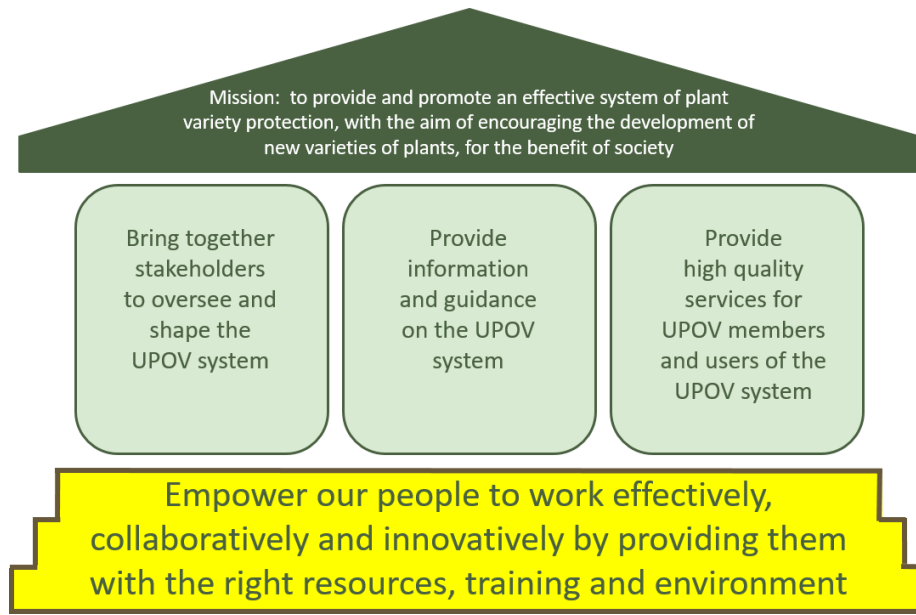 Mission:  to provide and promote an effective system of plant
variety protection, with the aim of encouraging the development of
new varieties of plants, for the benefit of society
Bring together
stakeholders
to oversee and
shape the
UPOV system
Provide
information
and guidance
on the UPOV
system
Provide
high quality
services for
UPOV members
and users of the
UPOV system
Empower our people to work effectively,
collaboratively and innovatively by providing them
with the right resources, training and environment